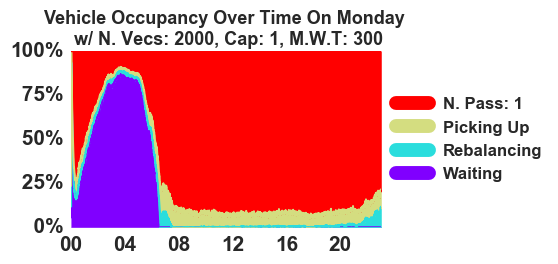 Vehicle Occupancy Over Time On Monday
w/ N. Vecs: 2000, Cap: 1, M.W.T: 300
100%
75%
50%
25%
0%
00 04 08 12 16 20
N. Pass: 1
Picking Up
Rebalancing
Waiting